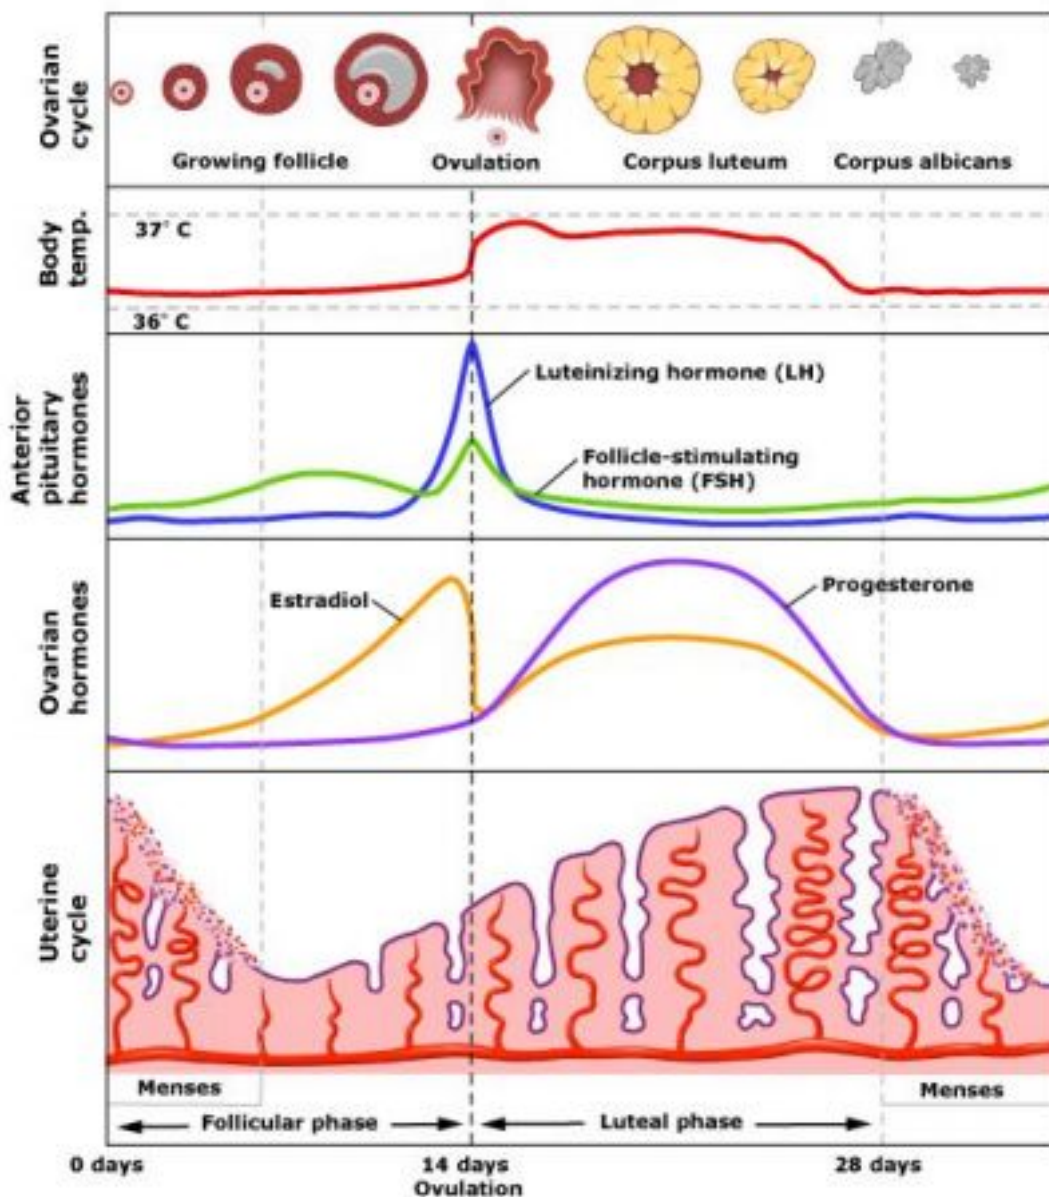 Ovarian
cycle
Growing follicle
Ovulation
Corpus luteum
Corpus albicans
Body
temp.
37° C
36° C
Anterior
pituitary
hormones
Luteinizing hormone (LH)
Follicle-stimulating
hormone (FSH)
Ovarian
hormones
Estradiol
Progesterone
Uterine
cycle
Menses
Menses
Follicular phase
Luteal phase
0 days
14 days
Ovulation
28 days